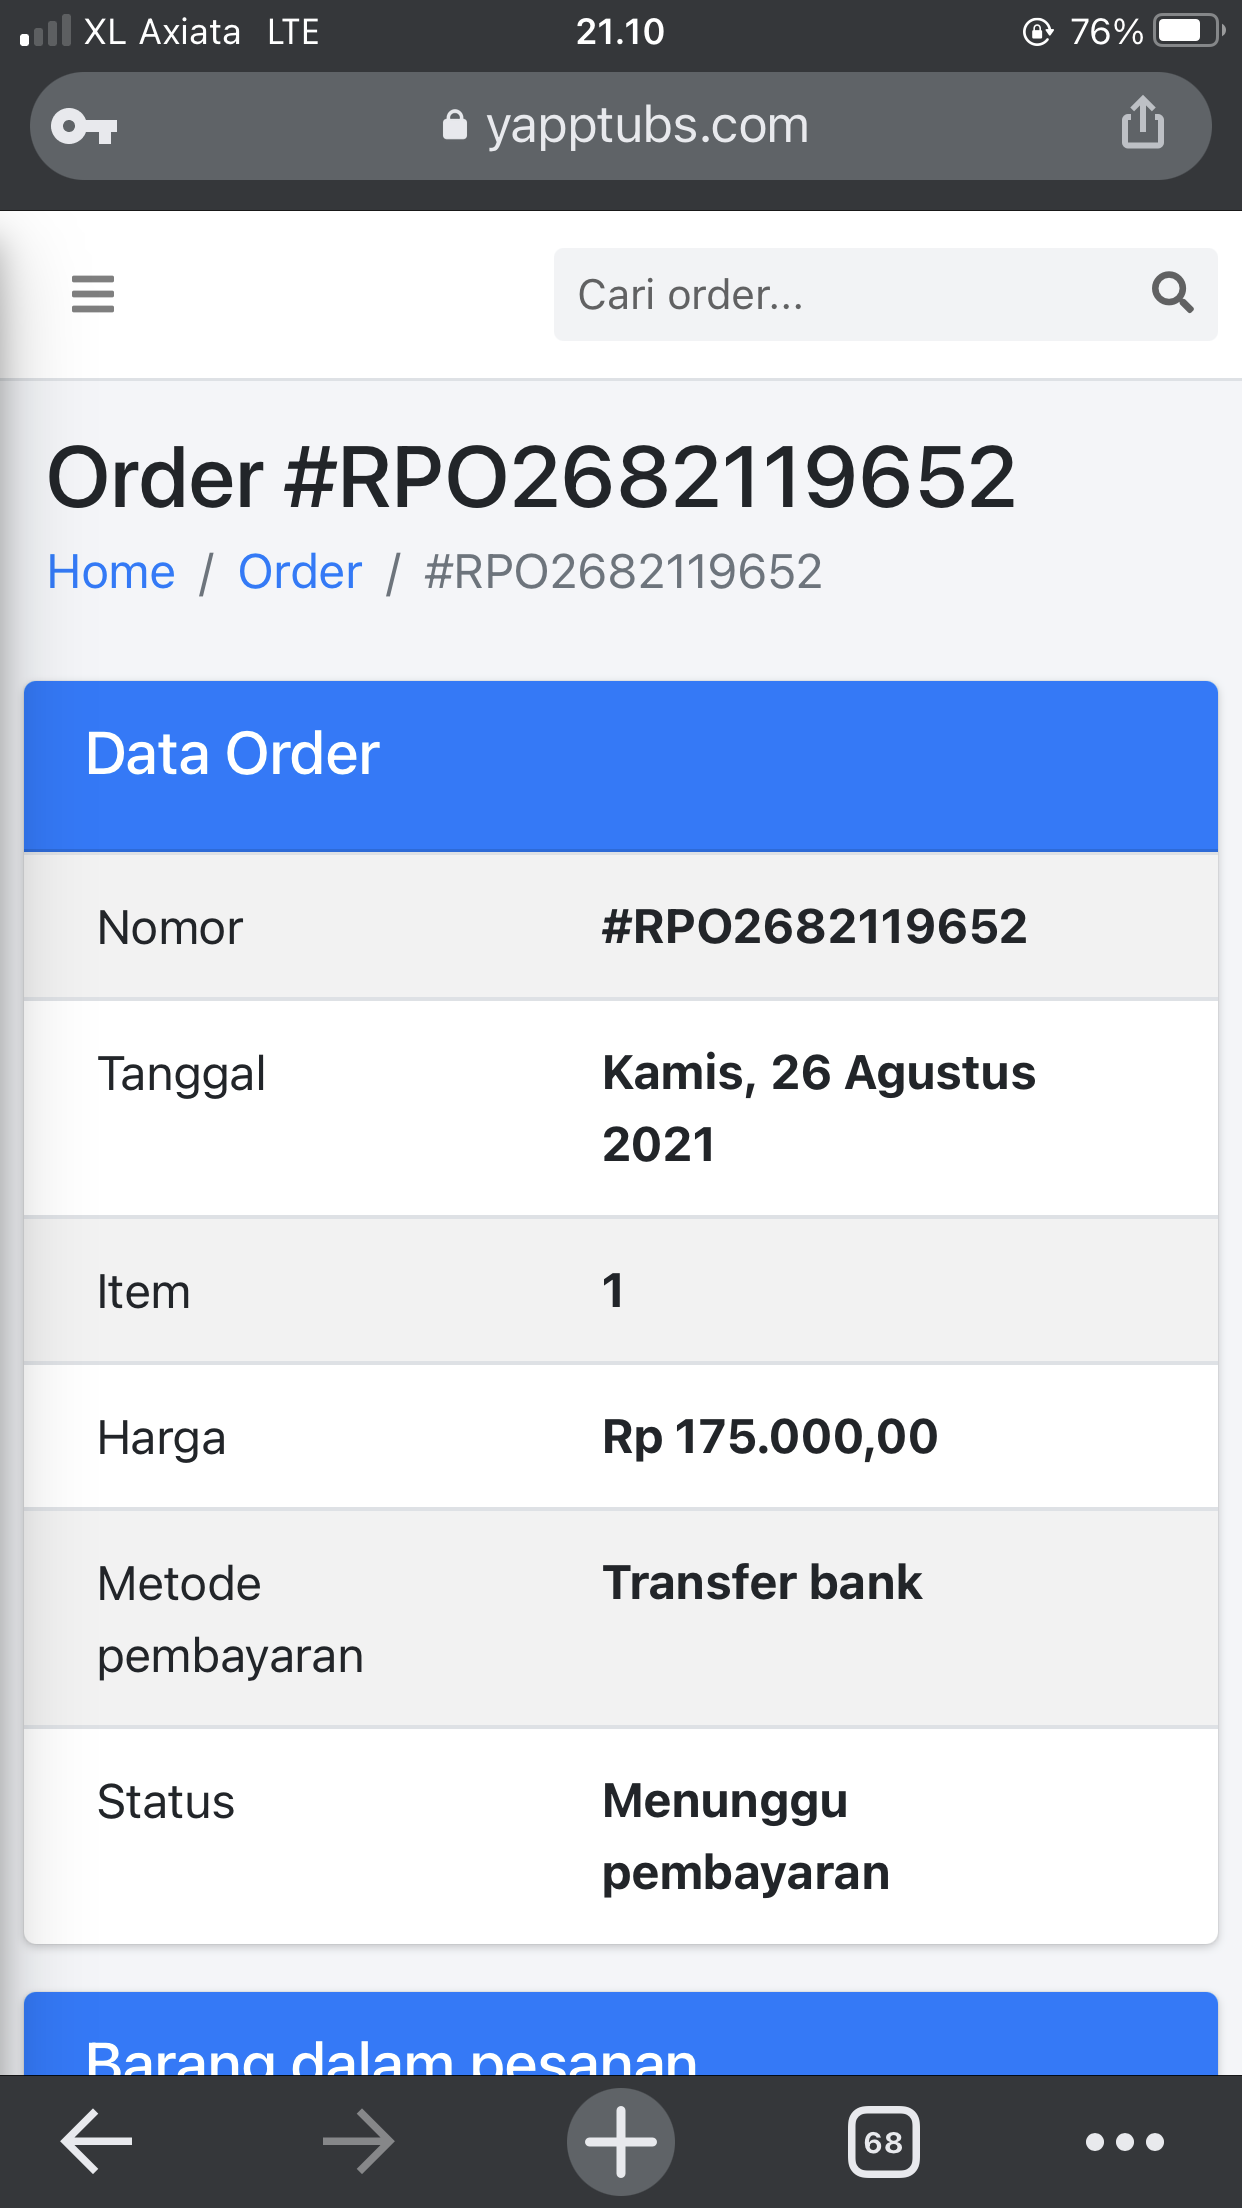 XL Axiata LTE 21.10 76%
yapptubs.com
Cari order...
Order #RPO2682119652
Home / Order / #RPO2682119652
Data Order
Nomor #RPO2682119652
Tanggal Kamis, 26 Agustus
2021
Item 1
Harga Rp 175.000,00
Metode Transfer bank
pembayaran
Status Menunggu
pembayaran
Barang dalam pesanan
68